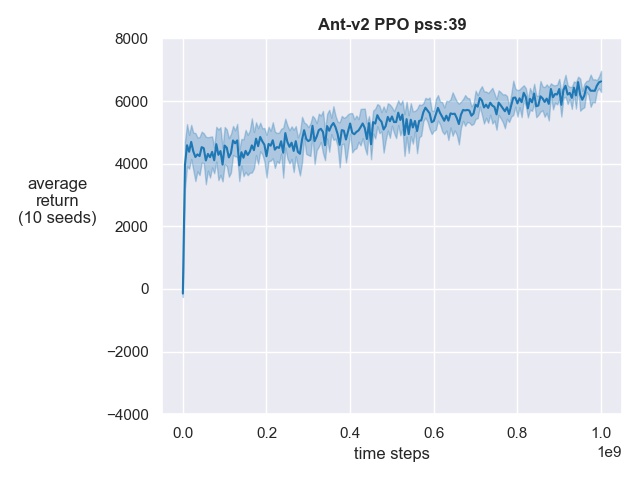 Ant-v2 PPO pss:39
8000
6000
4000
2000
0
−2000
−4000
average
return
(10 seeds)
0.0 0.2 0.4 0.6 0.8 1.0
1e9
time steps